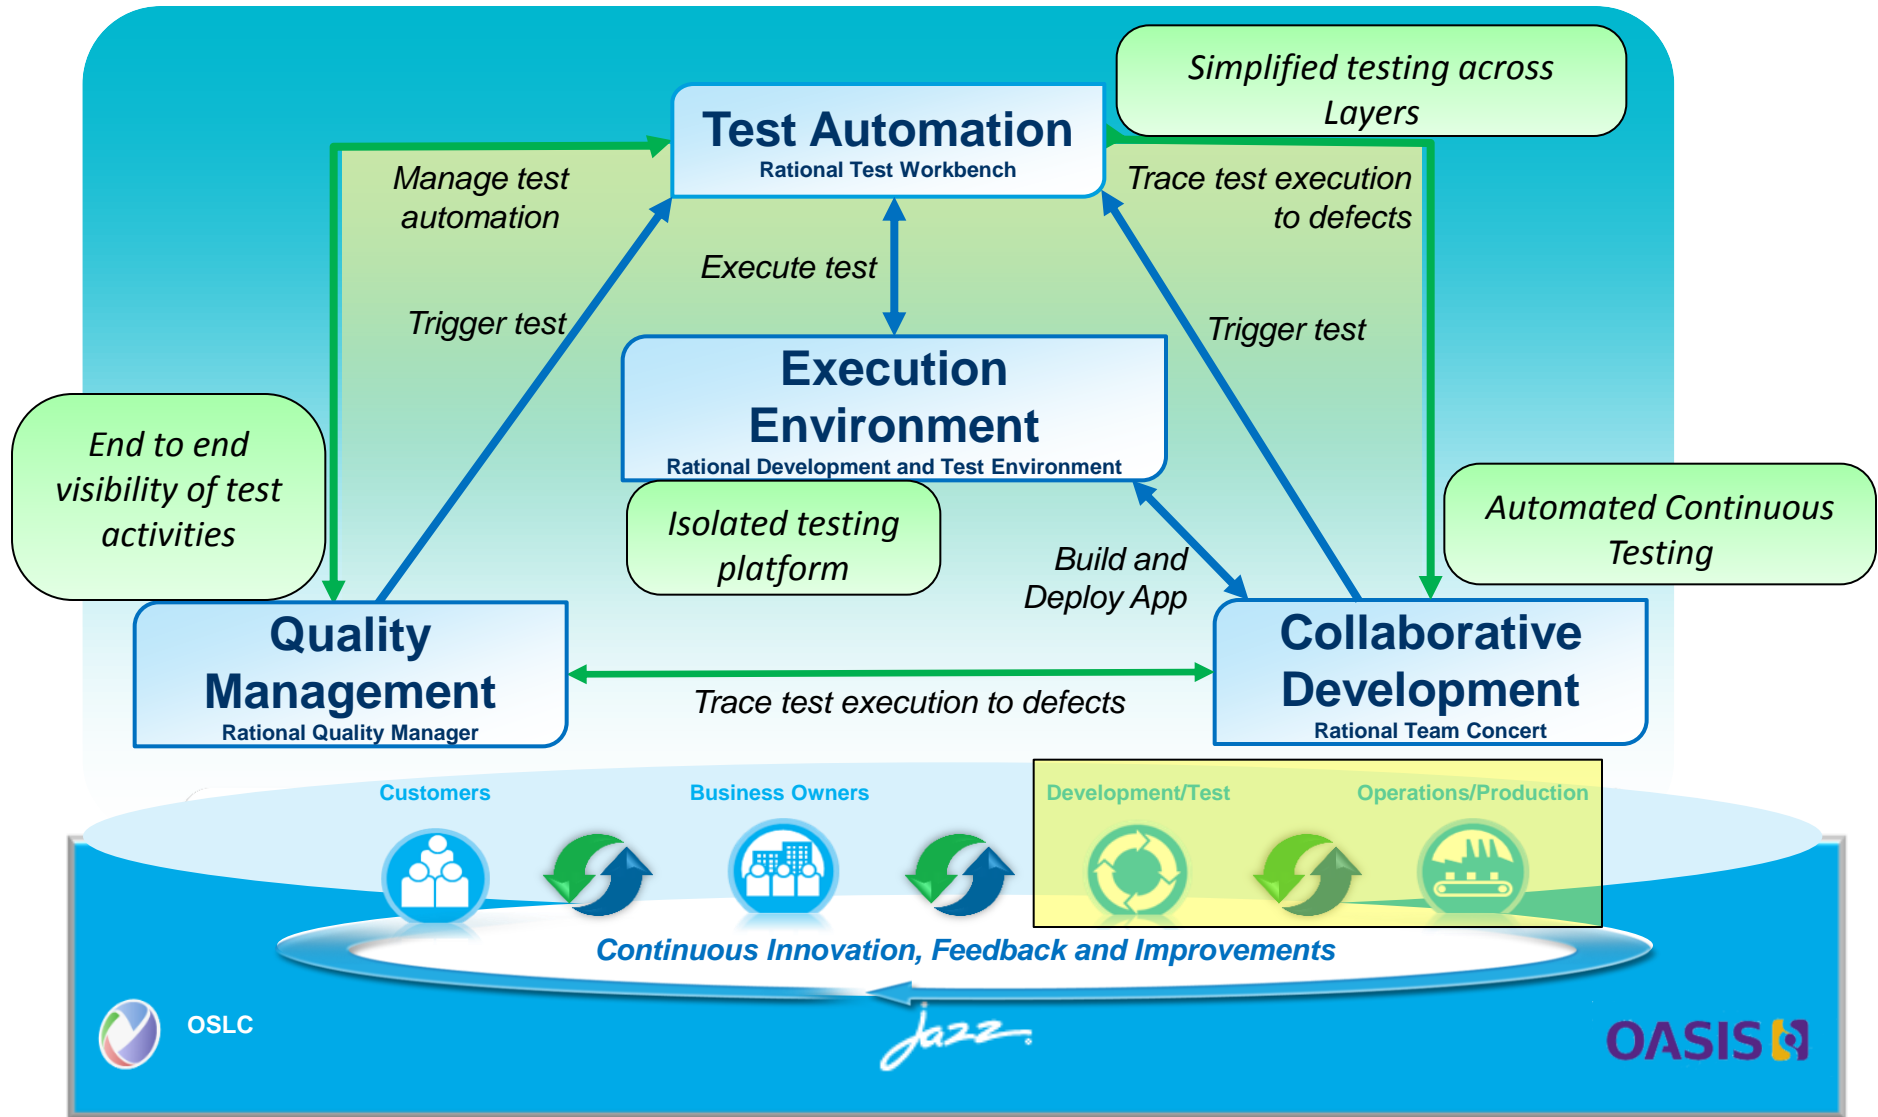 Simplified testing across
Layers
Test Automation
Rational Test Workbench
Manage test
automation
Trace test execution
to defects
Execute test
Trigger test
Trigger test
Execution
Environment
Rational Development and Test Environment
End to end
visibility of test
activities
Isolated testing
platform
Automated Continuous
Testing
Build and
Deploy App
Quality
Management
Rational Quality Manager
Trace test execution to defects
Collaborative
Development
Rational Team Concert
Customers
Business Owners
Development/Test
Operations/Production
Continuous Innovation, Feedback and Improvements
OSLC
Jazz
OASIS